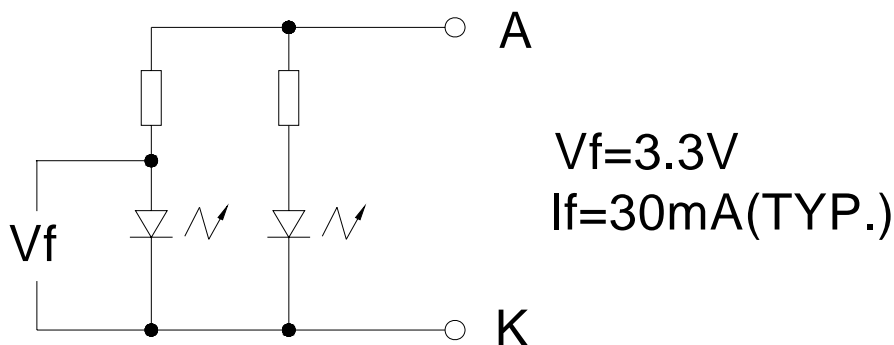 A
Vf=3.3V
If=30mA(TYP.)
Vf
K